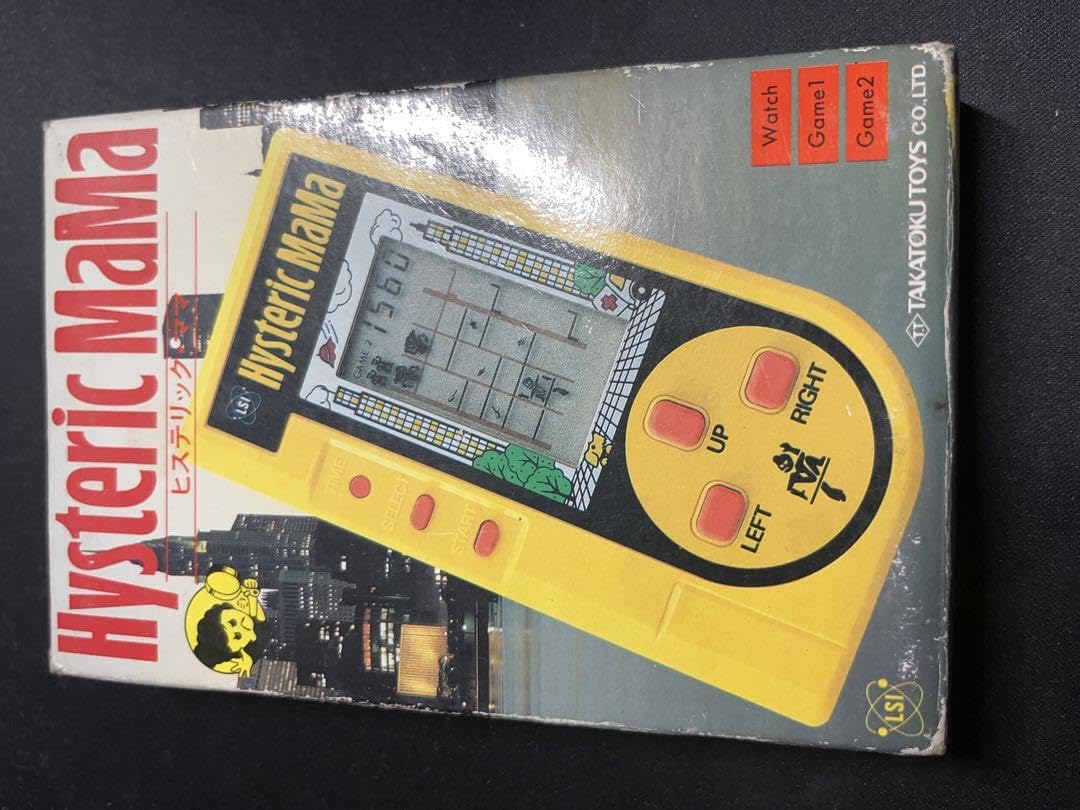 Hysteric MaMa
ヒステリック・ママ
Watch
Game1
Game2
LSI
Hysteric MaMa
GAME 2
1560
TIME
SELECT
START
UP
LEFT
RIGHT
LSI
TT TAKATOKU TOYS CO.,LTD.